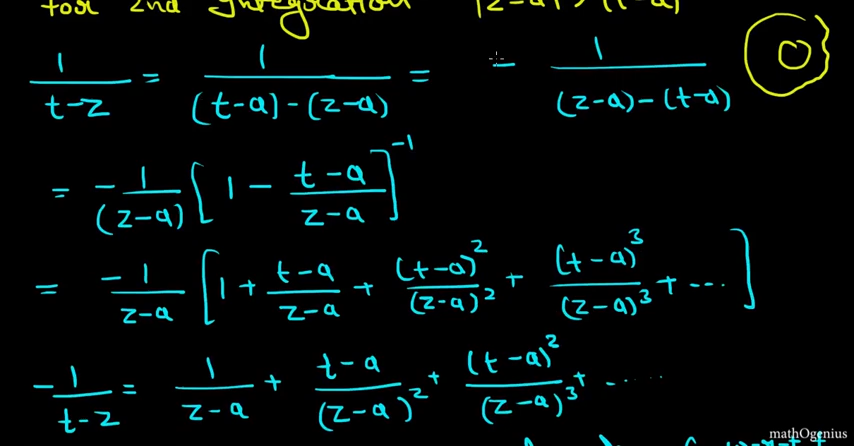 for 2nd Integration |z-a| > |t-a|
1/(t-z) = 1/((t-a)-(z-a)) = - 1/((z-a)-(t-a))
= -1/(z-a) [1 - (t-a)/(z-a)]^-1
= -1/(z-a) [1 + (t-a)/(z-a) + (t-a)^2/(z-a)^2 + (t-a)^3/(z-a)^3 + ...]
-1/(t-z) = 1/(z-a) + (t-a)/(z-a)^2 + (t-a)^2/(z-a)^3 + ......
mathOgenius